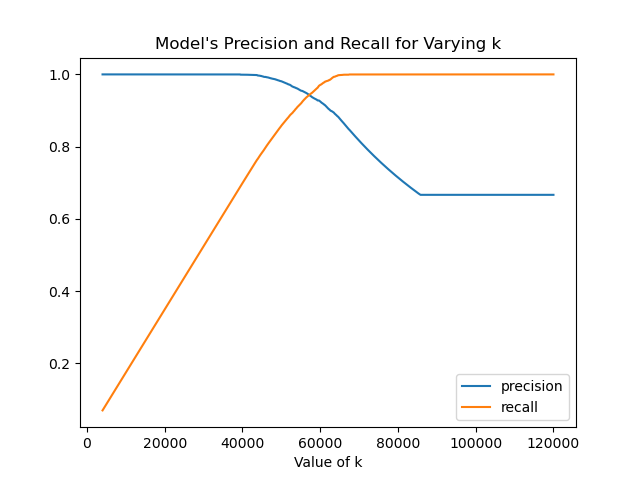 Model's Precision and Recall for Varying k
1.0
0.8
0.6
0.4
0.2
precision
recall
0 20000 40000 60000 80000 100000 120000
Value of k